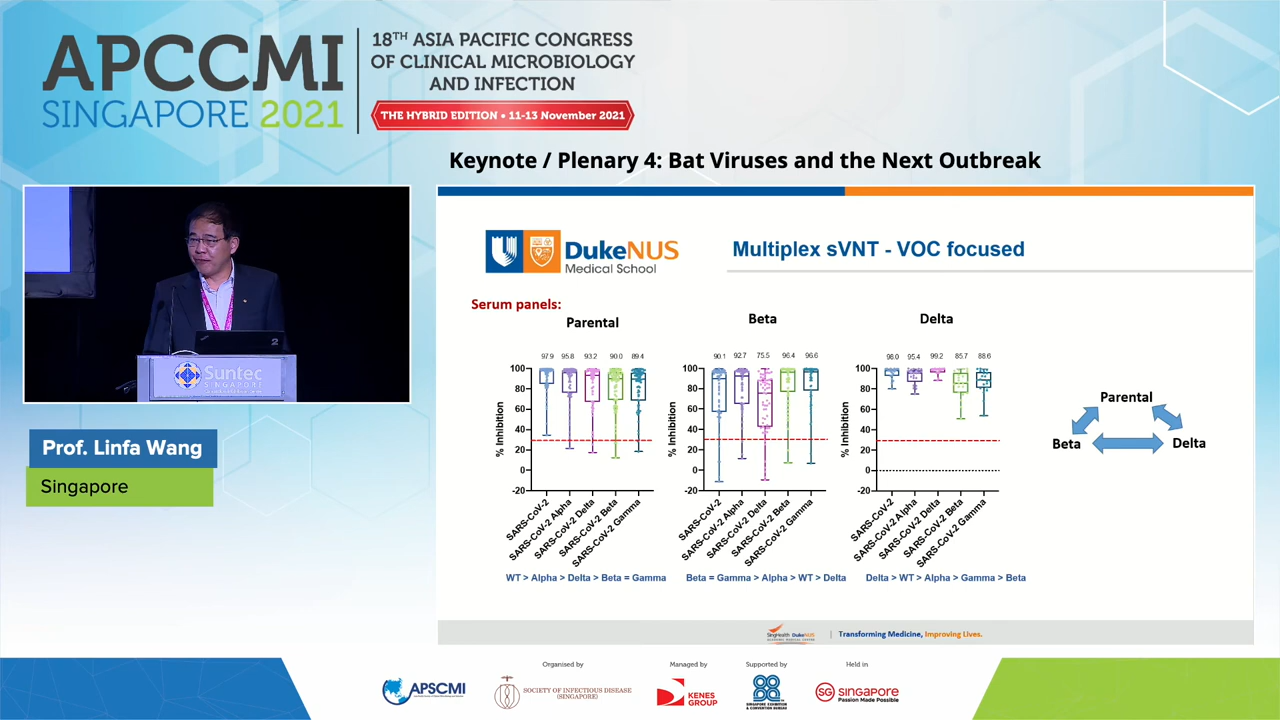 APCCMI
SINGAPORE 2021
18TH ASIA PACIFIC CONGRESS
OF CLINICAL MICROBIOLOGY
AND INFECTION
THE HYBRID EDITION • 11-13 November 2021
Keynote / Plenary 4: Bat Viruses and the Next Outbreak
DukeNUS
Medical School
Multiplex sVNT - VOC focused
Serum panels:
Parental
97.9 95.8 93.2 90.0 89.4
% Inhibition
100
80
60
40
20
0
-20
SARS-CoV-2
SARS-CoV-2 Alpha
SARS-CoV-2 Delta
SARS-CoV-2 Beta
SARS-CoV-2 Gamma
WT > Alpha > Delta > Beta = Gamma
Beta
90.1 92.7 75.5 96.4 96.6
% Inhibition
100
80
60
40
20
0
-20
SARS-CoV-2
SARS-CoV-2 Alpha
SARS-CoV-2 Delta
SARS-CoV-2 Beta
SARS-CoV-2 Gamma
Beta = Gamma > Alpha > WT > Delta
Delta
98.0 95.4 99.2 85.7 88.6
% Inhibition
100
80
60
40
20
0
-20
SARS-CoV-2
SARS-CoV-2 Alpha
SARS-CoV-2 Delta
SARS-CoV-2 Beta
SARS-CoV-2 Gamma
Delta > WT > Alpha > Gamma > Beta
Parental
Beta
Delta
Suntec
SINGAPORE
Prof. Linfa Wang
Singapore
SingHealth DukeNUS
ACADEMIC MEDICAL CENTRE
Transforming Medicine, Improving Lives.
Organised by
APSCMI
SOCIETY OF INFECTIOUS DISEASE
(SINGAPORE)
Managed by
KENES
GROUP
Supported by
SINGAPORE EXHIBITION
& CONVENTION BUREAU
Held in
SG
singapore
Passion Made Possible